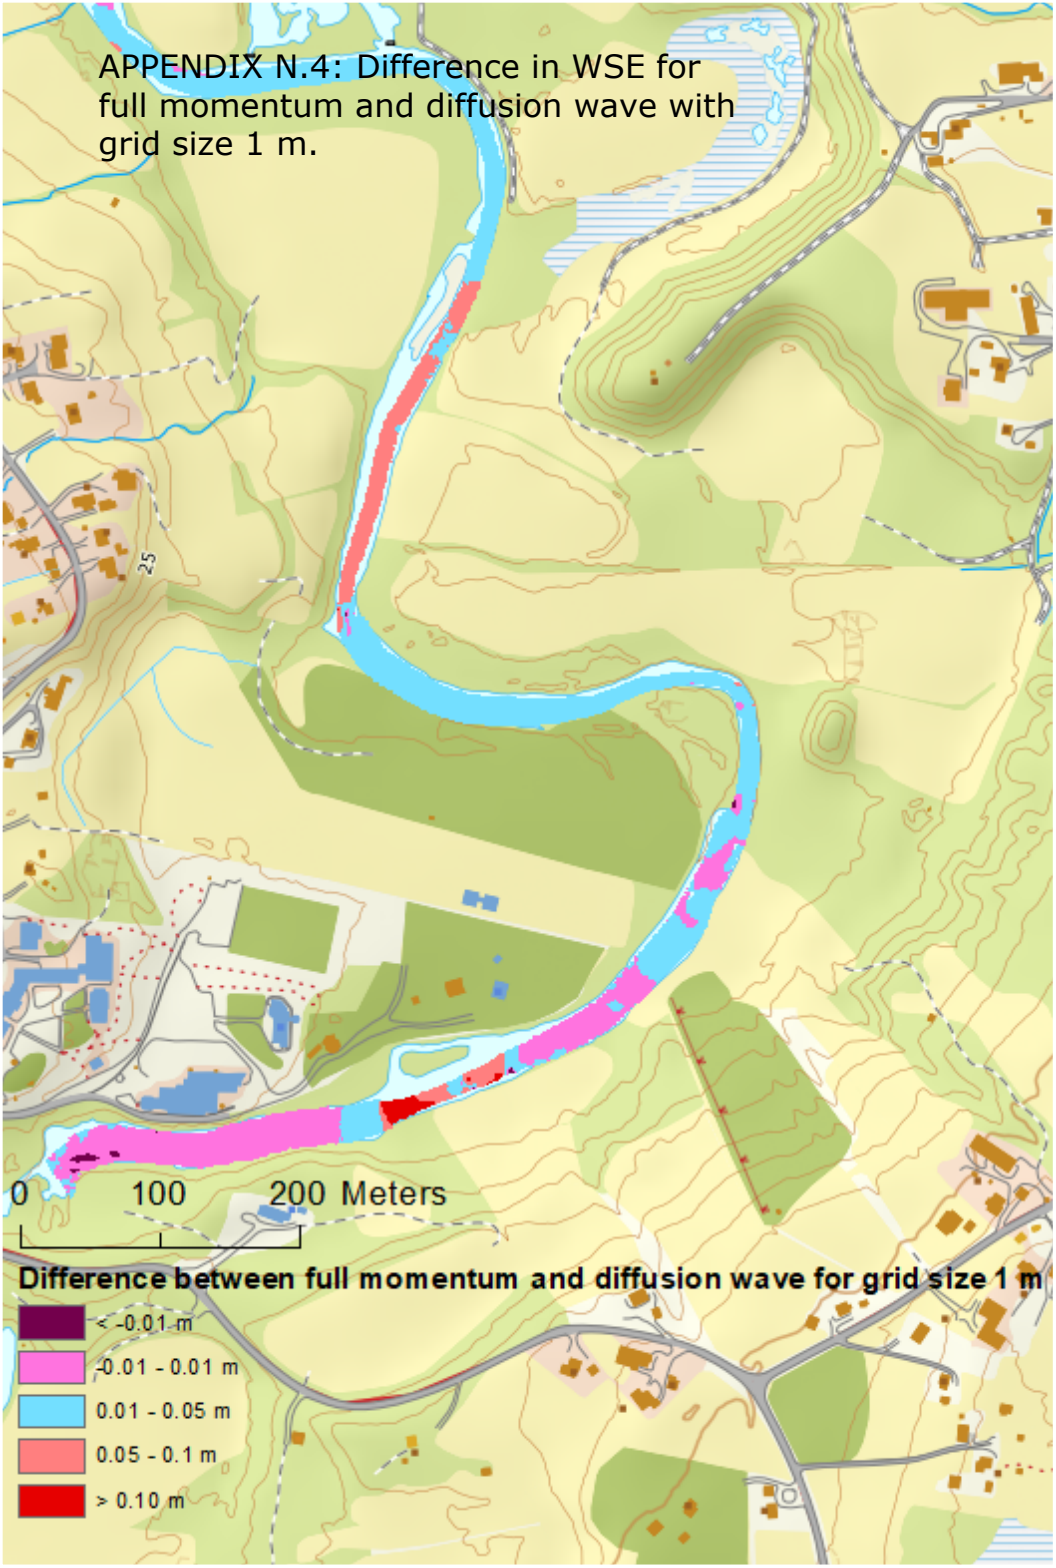 APPENDIX N.4: Difference in WSE for
full momentum and diffusion wave with
grid size 1 m.
25
0 100 200 Meters
Difference between full momentum and diffusion wave for grid size 1 m
< -0.01 m
-0.01 - 0.01 m
0.01 - 0.05 m
0.05 - 0.1 m
> 0.10 m